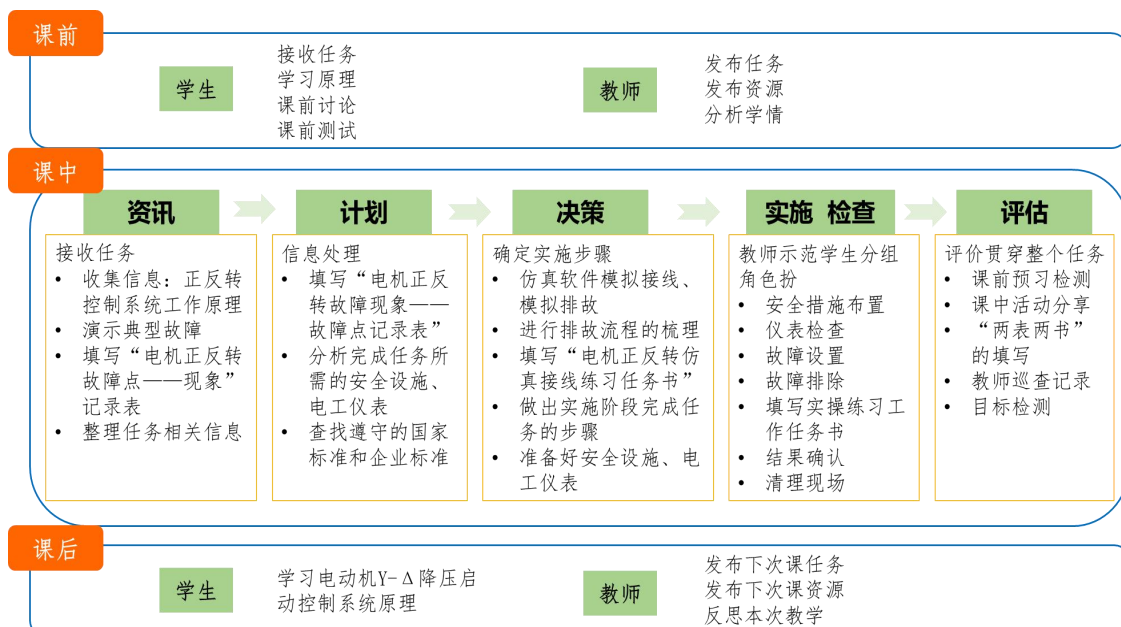 课前
学生
接收任务
学习原理
课前讨论
课前测试
教师
发布任务
发布资源
分析学情
课中
资讯
接收任务
• 收集信息：正反转
控制系统工作原理
• 演示典型故障
• 填写“电机正反转
故障点——现象”
记录表
• 整理任务相关信息
计划
信息处理
• 填写“电机正反
转故障现象——
故障点记录表”
• 分析完成任务所
需的安全设施、
电工仪表
• 查找遵守的国家
标准和企业标准
决策
确定实施步骤
• 仿真软件模拟接线、
模拟排故
• 进行排故流程的梳理
• 填写“电机正反转仿
真接线练习任务书”
• 做出实施阶段完成任
务的步骤
• 准备好安全设施、电
工仪表
实施 检查
教师示范学生分组
角色扮
• 安全措施布置
• 仪表检查
• 故障设置
• 故障排除
• 填写实操练习工
作任务书
• 结果确认
• 清理现场
评估
评价贯穿整个任务
• 课前预习检测
• 课中活动分享
• “两表两书”
的填写
• 教师巡查记录
• 目标检测
课后
学生
学习电动机Y-Δ降压启
动控制系统原理
教师
发布下次课任务
发布下次课资源
反思本次教学